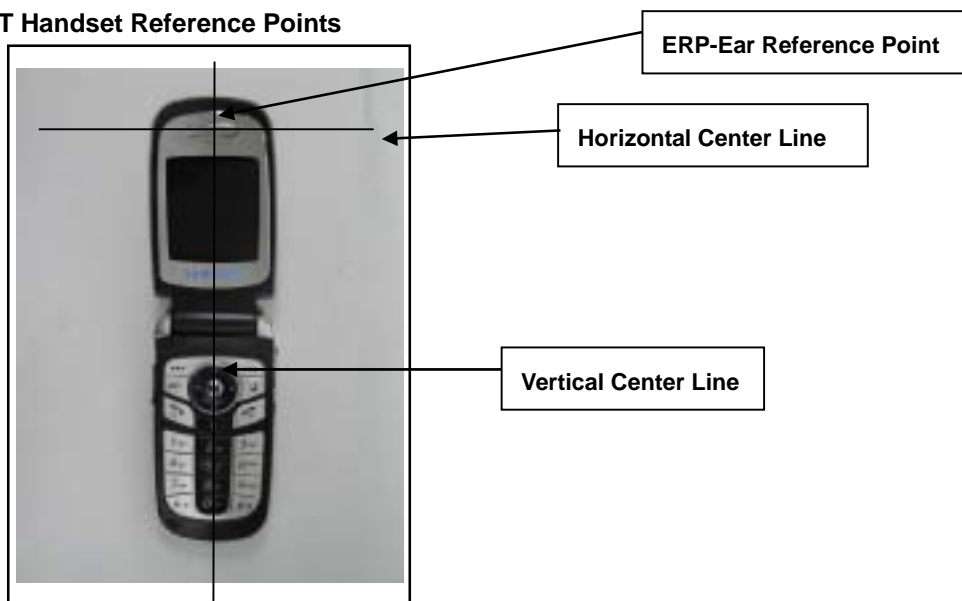 T Handset Reference Points
ERP-Ear Reference Point
Horizontal Center Line
Vertical Center Line